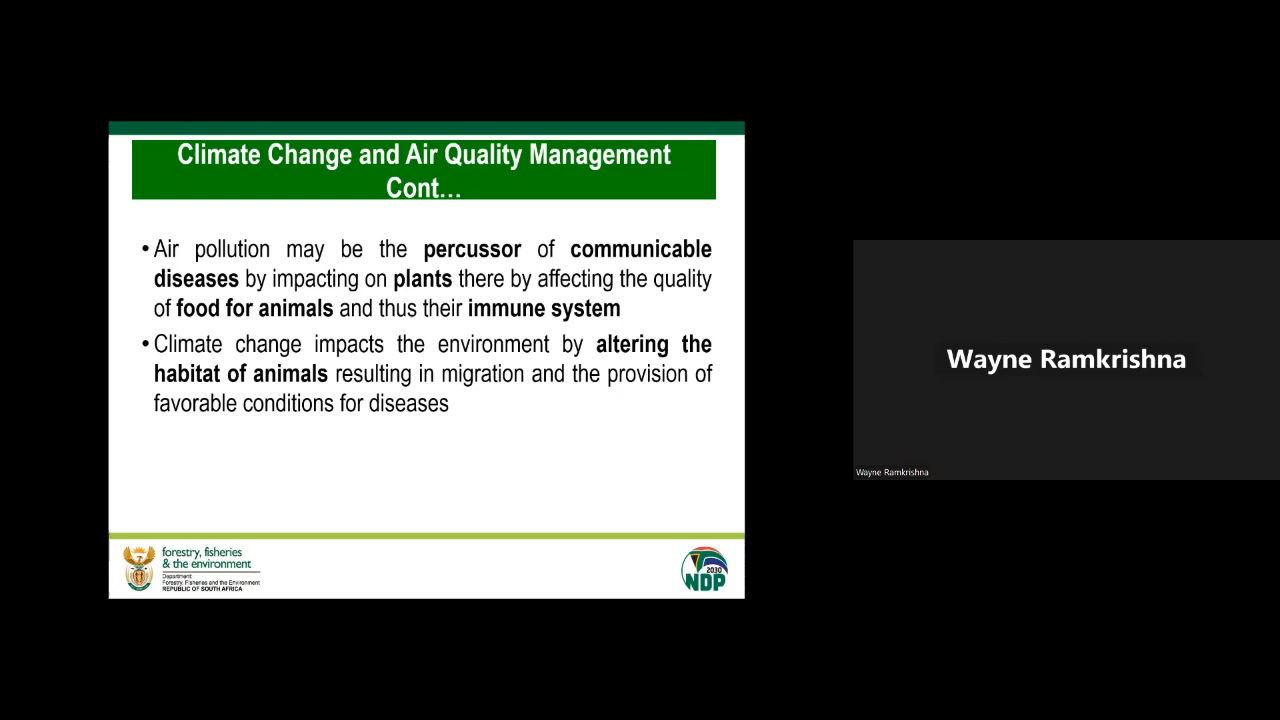 Climate Change and Air Quality Management
Cont...
• Air pollution may be the percussor of communicable
diseases by impacting on plants there by affecting the quality
of food for animals and thus their immune system
• Climate change impacts the environment by altering the
habitat of animals resulting in migration and the provision of
favorable conditions for diseases
forestry, fisheries
& the environment
Department:
Forestry, Fisheries and the Environment
REPUBLIC OF SOUTH AFRICA
2030
NDP
Wayne Ramkrishna
Wayne Ramkrishna